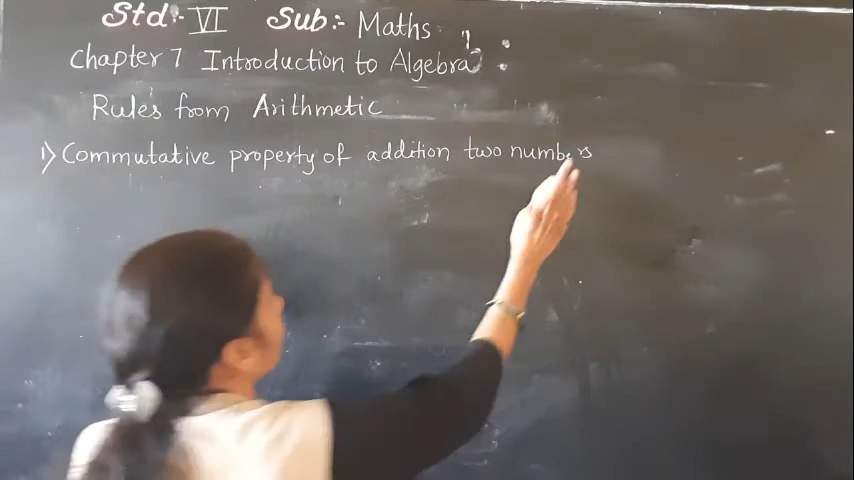 Std:- VI Sub:- Maths
Chapter 7 Introduction to Algebra
Rules from Arithmetic
1) Commutative property of addition two numbers